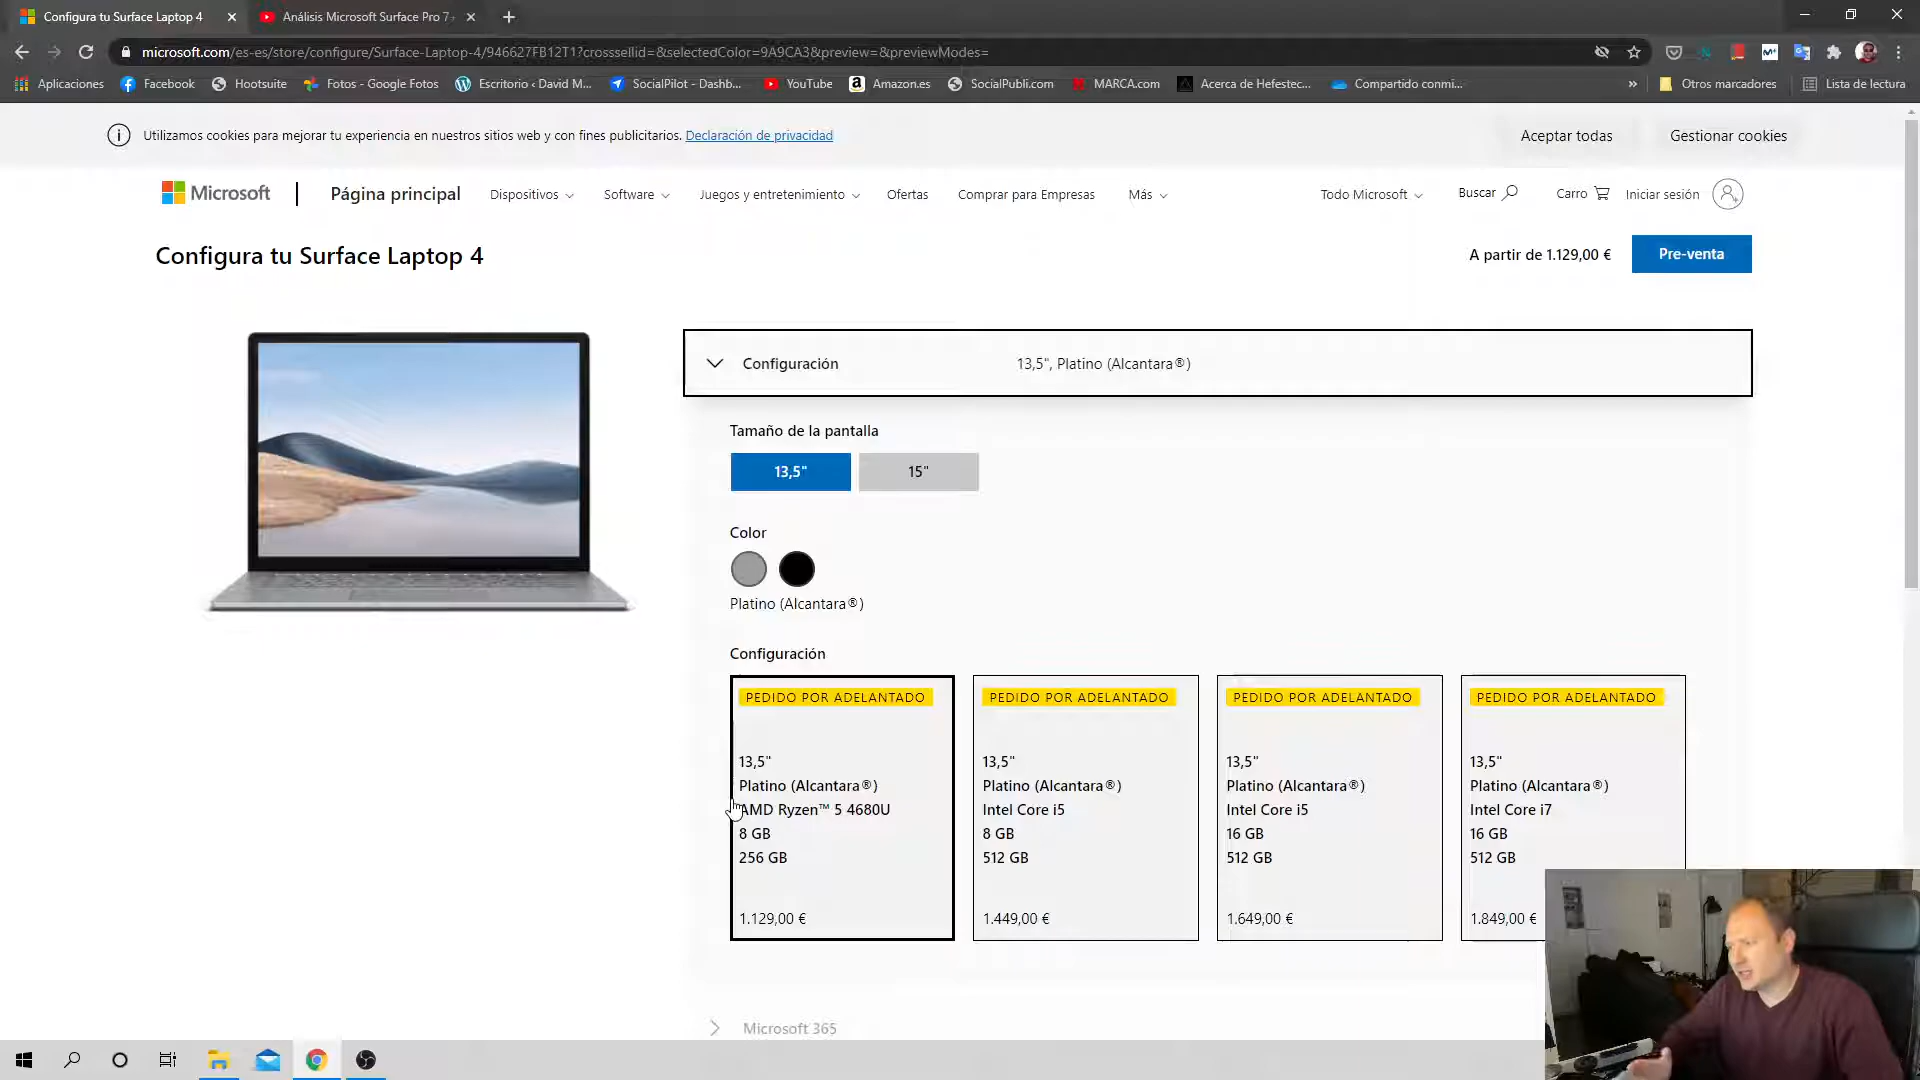 Configura tu Surface Laptop 4
Análisis Microsoft Surface Pro 7
microsoft.com/es-es/store/configure/Surface-Laptop-4/946627FB12T1?crosssellid=&selectedColor=9A9CA3&preview=&previewModes=
Aplicaciones Facebook Hootsuite Fotos - Google Fotos Escritorio ‹ David M... SocialPilot - Dashb... YouTube Amazon.es SocialPubli.com MARCA.com Acerca de Hefestec... Compartido conmi... » Otros marcadores Lista de lectura
Utilizamos cookies para mejorar tu experiencia en nuestros sitios web y con fines publicitarios. Declaración de privacidad
Aceptar todas Gestionar cookies
Microsoft Página principal Dispositivos Software Juegos y entretenimiento Ofertas Comprar para Empresas Más Todo Microsoft Buscar Carro Iniciar sesión
Configura tu Surface Laptop 4
A partir de 1.129,00 € Pre-venta
Configuración 13,5", Platino (Alcantara®)
Tamaño de la pantalla
13,5" 15"
Color
Platino (Alcantara®)
Configuración
PEDIDO POR ADELANTADO
13,5"
Platino (Alcantara®)
AMD Ryzen™ 5 4680U
8 GB
256 GB
1.129,00 €
PEDIDO POR ADELANTADO
13,5"
Platino (Alcantara®)
Intel Core i5
8 GB
512 GB
1.449,00 €
PEDIDO POR ADELANTADO
13,5"
Platino (Alcantara®)
Intel Core i5
16 GB
512 GB
1.649,00 €
PEDIDO POR ADELANTADO
13,5"
Platino (Alcantara®)
Intel Core i7
16 GB
512 GB
1.849,00 €
Microsoft 365